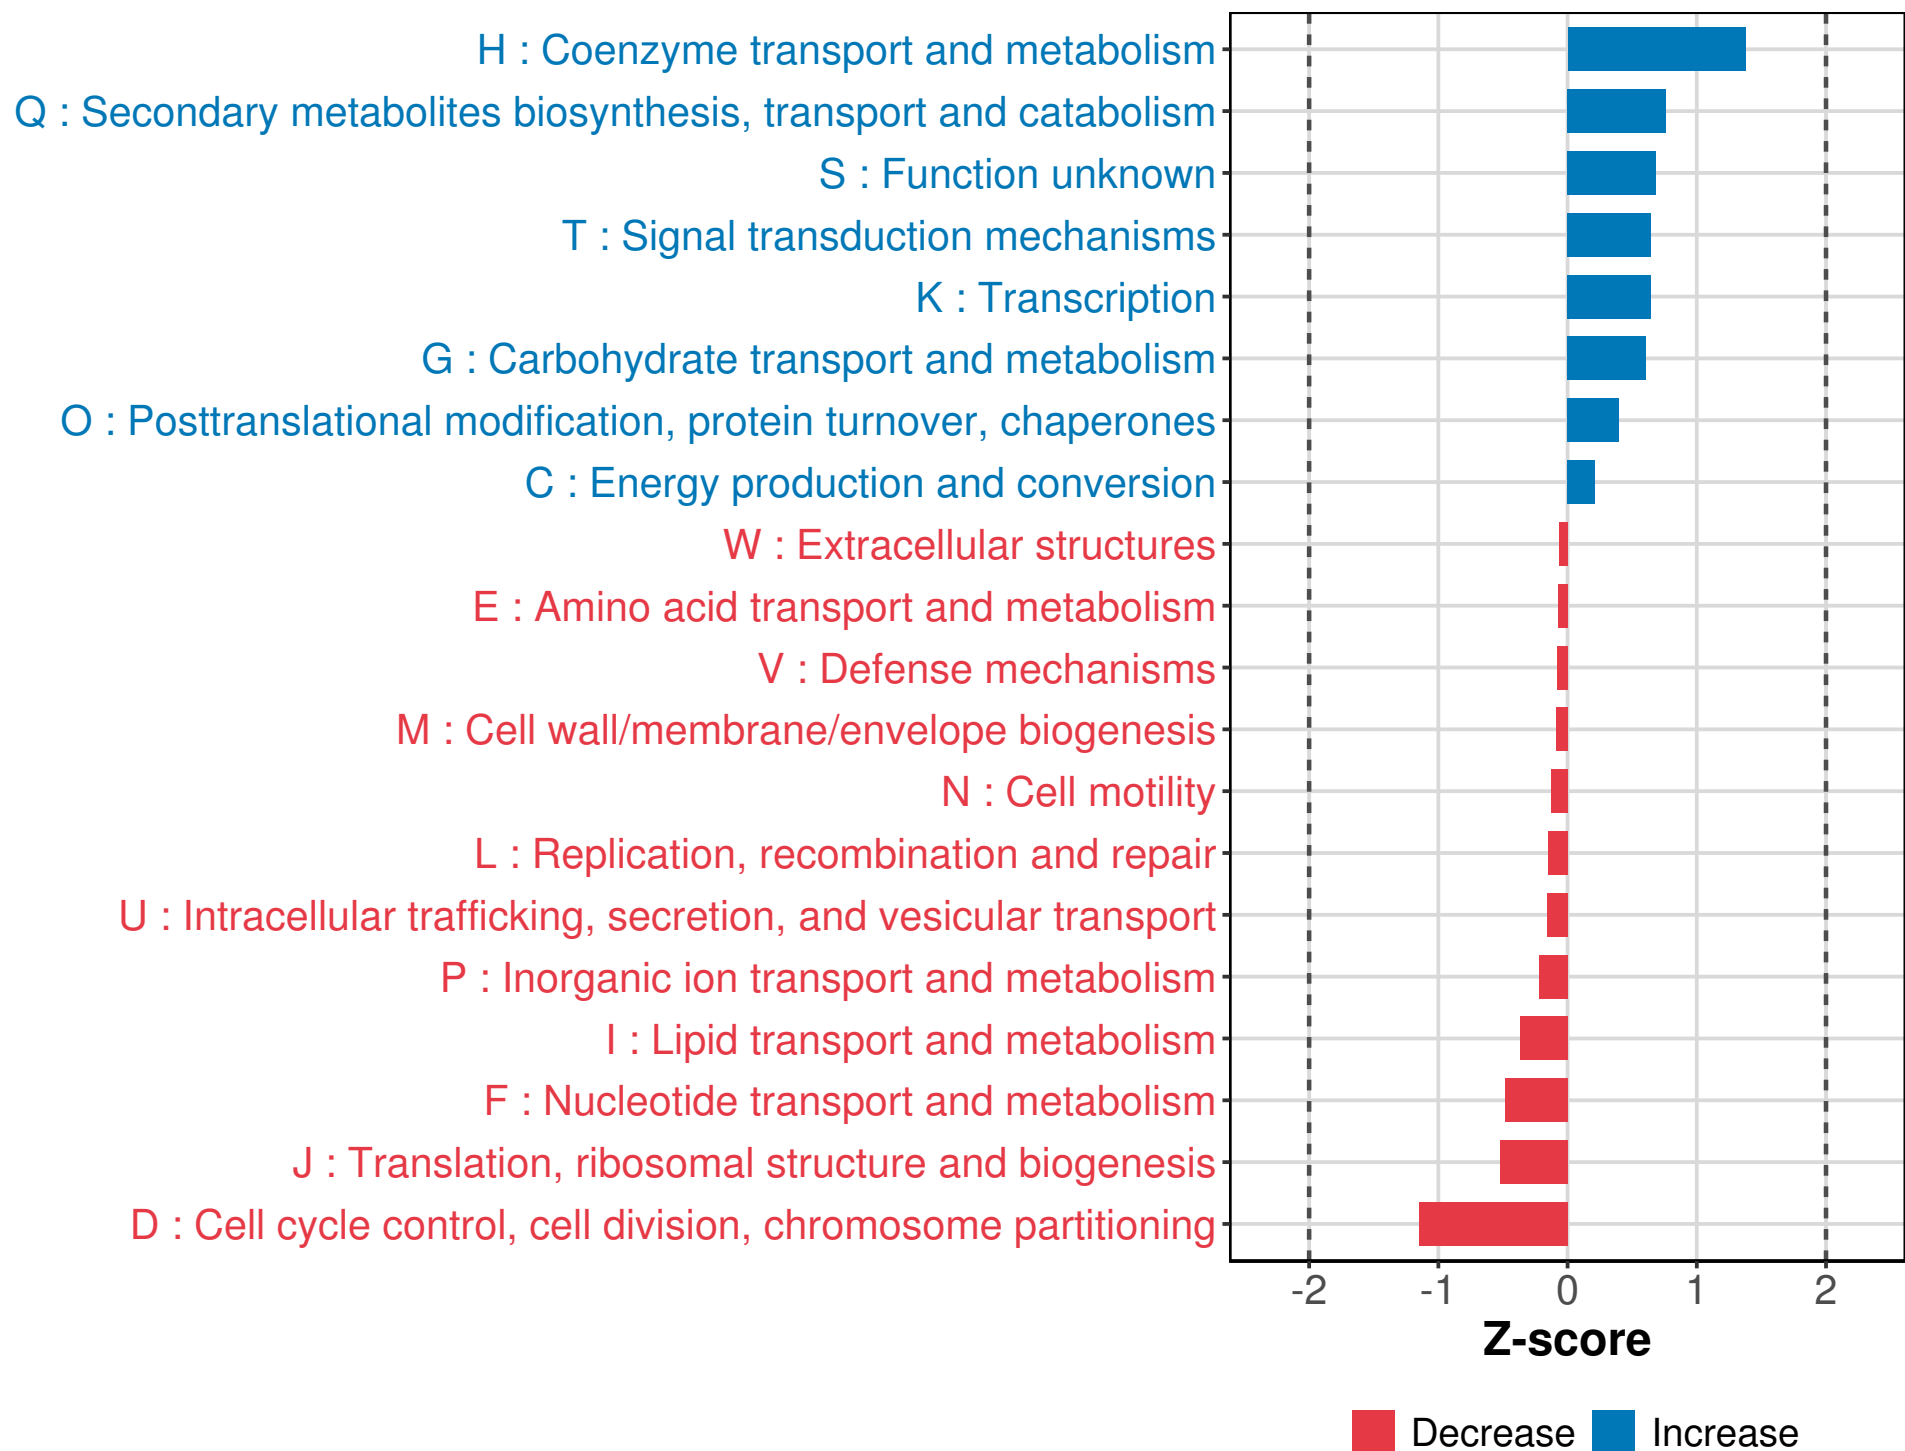 H : Coenzyme transport and metabolism
Q : Secondary metabolites biosynthesis, transport and catabolism
S : Function unknown
T : Signal transduction mechanisms
K : Transcription
G : Carbohydrate transport and metabolism
O : Posttranslational modification, protein turnover, chaperones
C : Energy production and conversion
W : Extracellular structures
E : Amino acid transport and metabolism
V : Defense mechanisms
M : Cell wall/membrane/envelope biogenesis
N : Cell motility
L : Replication, recombination and repair
U : Intracellular trafficking, secretion, and vesicular transport
P : Inorganic ion transport and metabolism
I : Lipid transport and metabolism
F : Nucleotide transport and metabolism
J : Translation, ribosomal structure and biogenesis
D : Cell cycle control, cell division, chromosome partitioning
-2 -1 0 1 2
Z-score
Decrease Increase